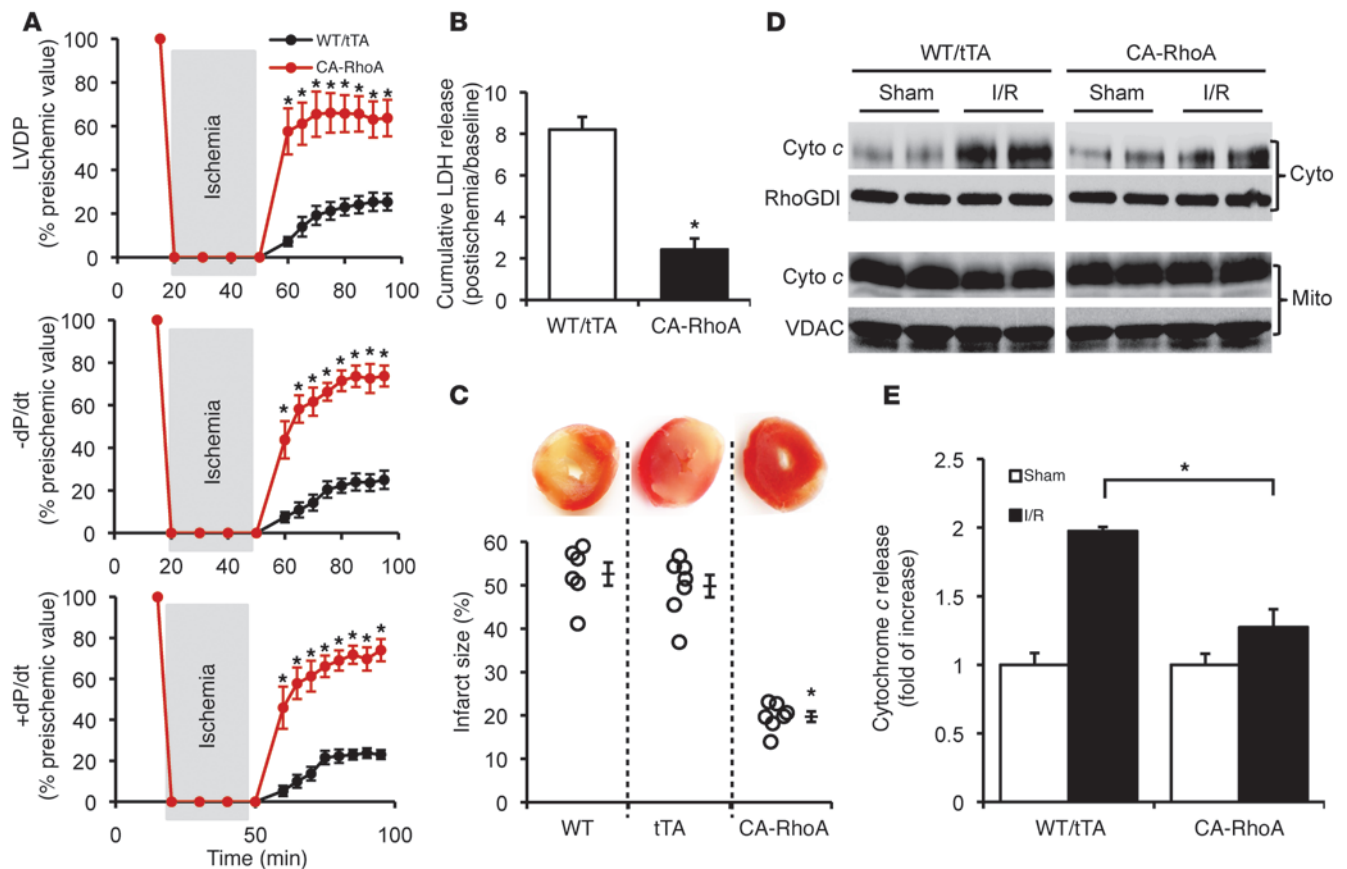 A
WT/tTA
CA-RhoA
LVDP
(% preischemic value)
100
80
60
40
20
0
Ischemia
* * * * * * * *
0 20 40 60 80 100
-dP/dt
(% preischemic value)
100
80
60
40
20
0
Ischemia
* * * * * * * *
0 20 40 60 80 100
+dP/dt
(% preischemic value)
100
80
60
40
20
0
Ischemia
* * * * * * * *
0 50 100
Time (min)
B
Cumulative LDH release
(postischemia/baseline)
10
8
6
4
2
0
*
WT/tTA CA-RhoA
C
Infarct size (%)
60
50
40
30
20
10
0
*
WT tTA CA-RhoA
D
WT/tTA CA-RhoA
Sham I/R Sham I/R
Cyto c
RhoGDI
Cyto
Cyto c
VDAC
Mito
E
Cytochrome c release
(fold of increase)
2.5
2
1.5
1
0.5
0
Sham
I/R
*
WT/tTA CA-RhoA